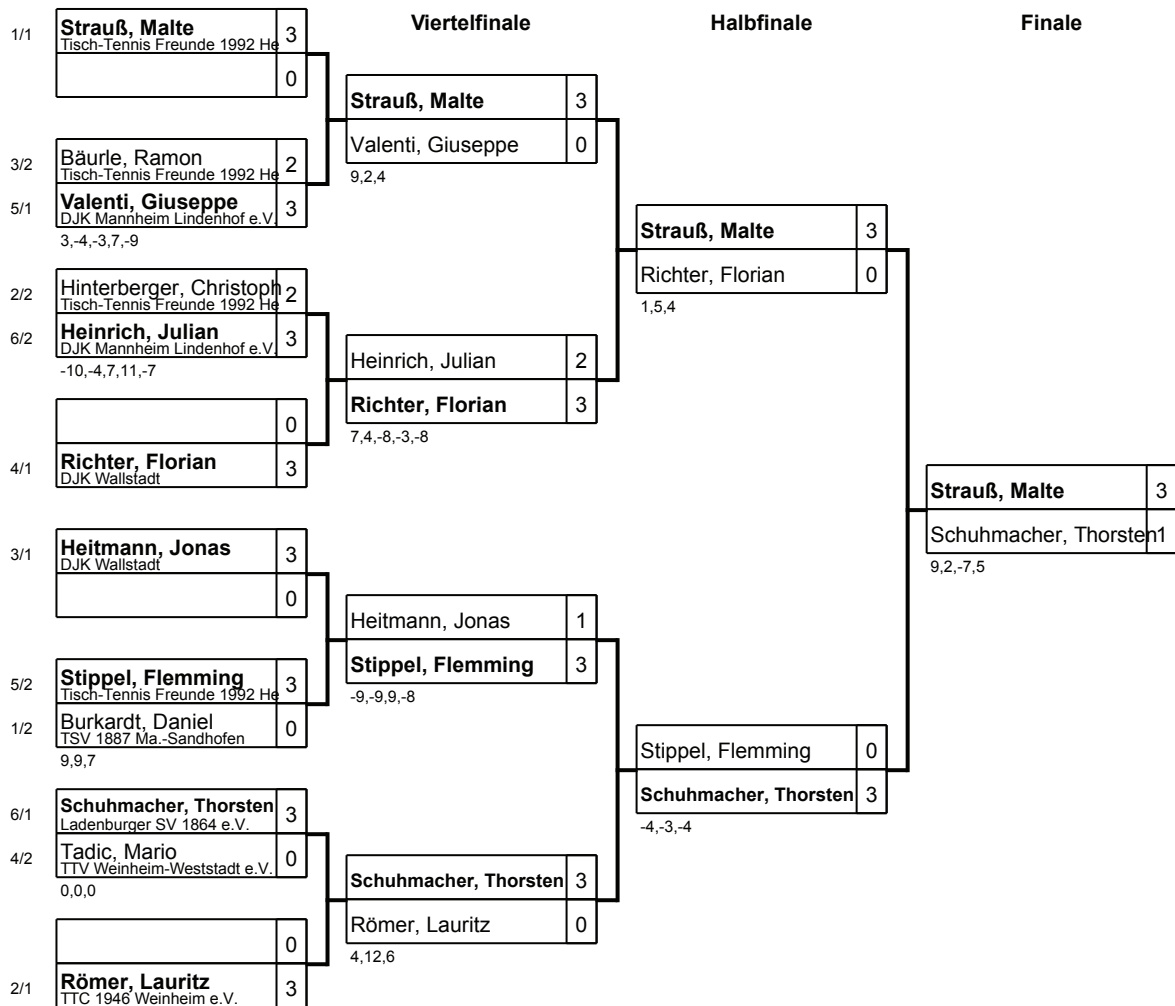 Viertelfinale
Halbfinale
Finale
1/1
Strauß, Malte 3
Tisch-Tennis Freunde 1992 He
0
3/2
Bäurle, Ramon 2
Tisch-Tennis Freunde 1992 He
5/1
Valenti, Giuseppe 3
DJK Mannheim Lindenhof e.V.
3,-4,-3,7,-9
2/2
Hinterberger, Christoph 2
Tisch-Tennis Freunde 1992 He
6/2
Heinrich, Julian 3
DJK Mannheim Lindenhof e.V.
-10,-4,7,11,-7
0
4/1
Richter, Florian 3
DJK Wallstadt
3/1
Heitmann, Jonas 3
DJK Wallstadt
0
5/2
Stippel, Flemming 3
Tisch-Tennis Freunde 1992 He
1/2
Burkardt, Daniel 0
TSV 1887 Ma.-Sandhofen
9,9,7
6/1
Schuhmacher, Thorsten 3
Ladenburger SV 1864 e.V.
4/2
Tadic, Mario 0
TTV Weinheim-Weststadt e.V.
0,0,0
0
2/1
Römer, Lauritz 3
TTC 1946 Weinheim e.V.
Strauß, Malte 3
Valenti, Giuseppe 0
9,2,4
Heinrich, Julian 2
Richter, Florian 3
7,4,-8,-3,-8
Heitmann, Jonas 1
Stippel, Flemming 3
-9,-9,9,-8
Schuhmacher, Thorsten 3
Römer, Lauritz 0
4,12,6
Strauß, Malte 3
Richter, Florian 0
1,5,4
Stippel, Flemming 0
Schuhmacher, Thorsten 3
-4,-3,-4
Strauß, Malte 3
Schuhmacher, Thorsten 1
9,2,-7,5